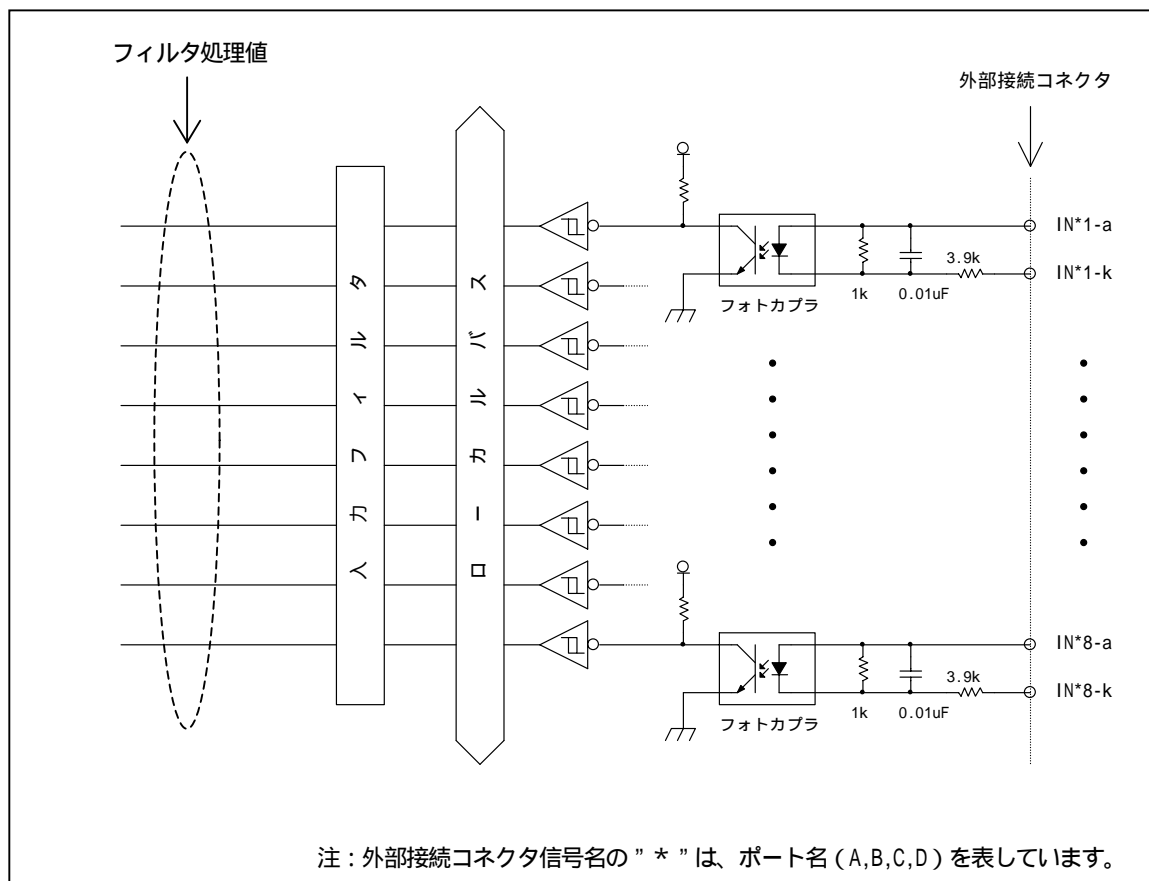 フィルタ処理値
外部接続コネクタ
入力フィルタ
ローカルバス
IN*1-a
3.9k
IN*1-k
フォトカプラ
1k
0.01uF
IN*8-a
3.9k
IN*8-k
フォトカプラ
1k
0.01uF
注：外部接続コネクタ信号名の ” * ” は、ポート名（A,B,C,D）を表しています。